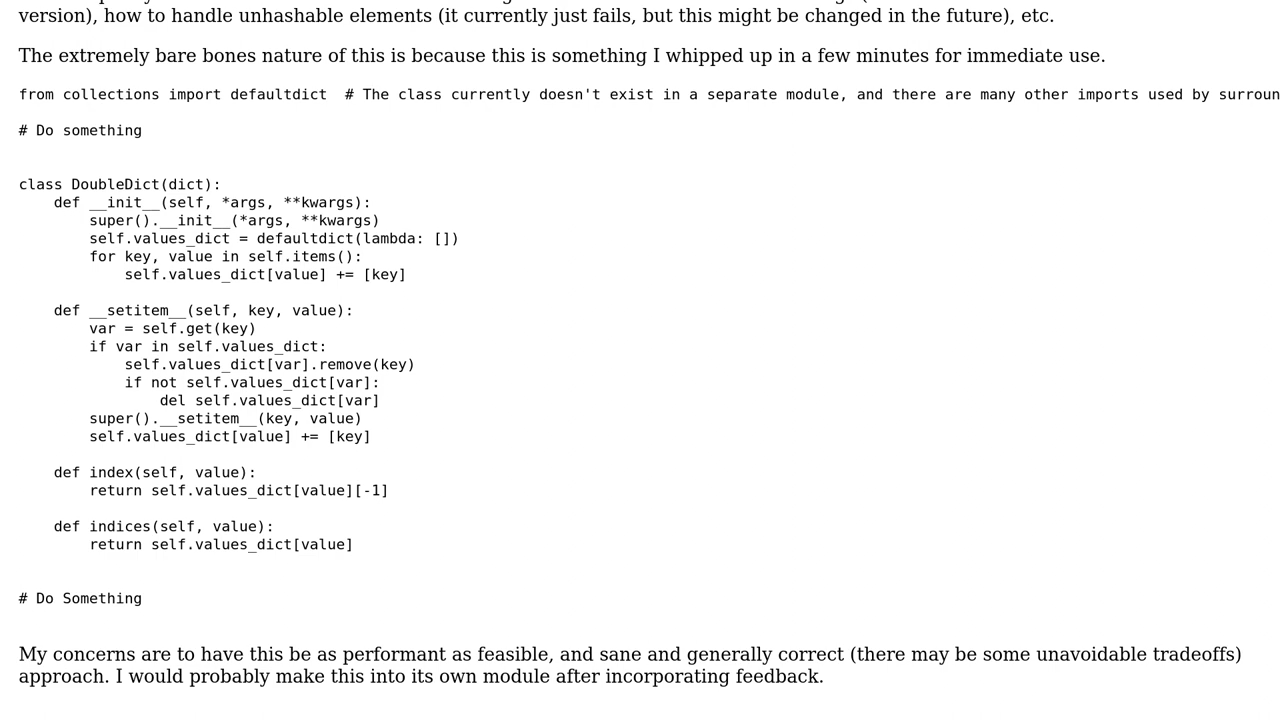 version), how to handle unhashable elements (it currently just fails, but this might be changed in the future), etc.
The extremely bare bones nature of this is because this is something I whipped up in a few minutes for immediate use.
from collections import defaultdict  # The class currently doesn't exist in a separate module, and there are many other imports used by surroun
# Do something
class DoubleDict(dict):
    def __init__(self, *args, **kwargs):
        super().__init__(*args, **kwargs)
        self.values_dict = defaultdict(lambda: [])
        for key, value in self.items():
            self.values_dict[value] += [key]
    def __setitem__(self, key, value):
        var = self.get(key)
        if var in self.values_dict:
            self.values_dict[var].remove(key)
            if not self.values_dict[var]:
                del self.values_dict[var]
        super().__setitem__(key, value)
        self.values_dict[value] += [key]
    def index(self, value):
        return self.values_dict[value][-1]
    def indices(self, value):
        return self.values_dict[value]
# Do Something
My concerns are to have this be as performant as feasible, and sane and generally correct (there may be some unavoidable tradeoffs)
approach. I would probably make this into its own module after incorporating feedback.